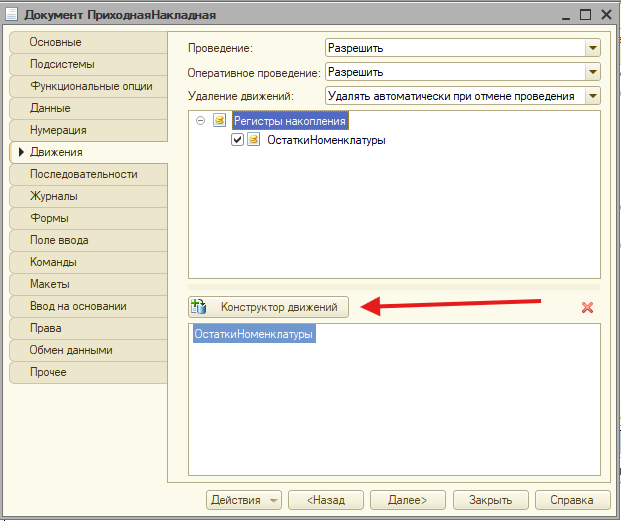 Документ ПриходнаяНакладная
Основные
Подсистемы
Функциональные опции
Данные
Нумерация
Движения
Последовательности
Журналы
Формы
Поле ввода
Команды
Макеты
Ввод на основании
Права
Обмен данными
Прочее
Проведение: Разрешить
Оперативное проведение: Разрешить
Удаление движений: Удалять автоматически при отмене проведения
Регистры накопления
ОстаткиНоменклатуры
Конструктор движений
ОстаткиНоменклатуры
Действия <Назад Далее> Закрыть Справка